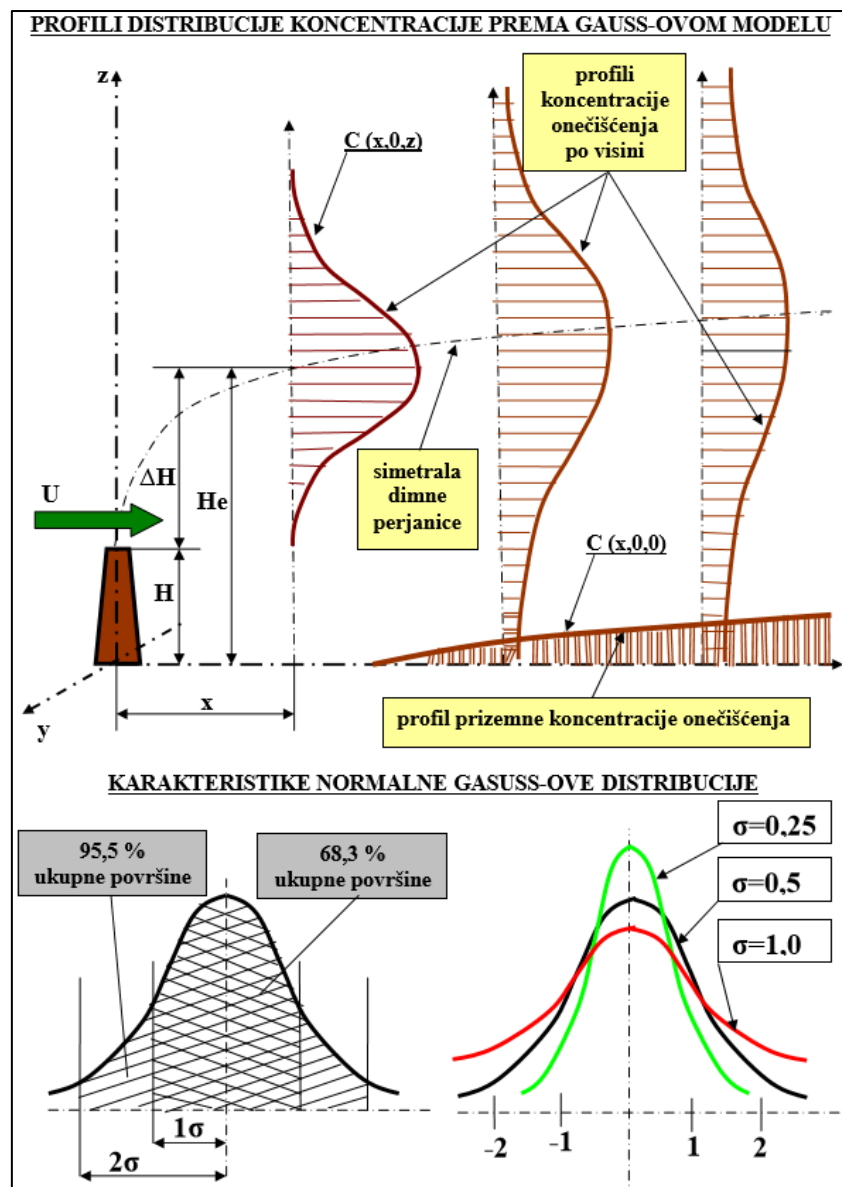 PROFILI DISTRIBUCIJE KONCENTRACIJE PREMA GAUSS-OVOM MODELU
z
C (x,0,z)
profili
koncentracije
onečišćenja
po visini
ΔH
He
U
H
simetrala
dimne
perjanice
C (x,0,0)
x
y
profil prizemne koncentracije onečišćenja
KARAKTERISTIKE NORMALNE GASUSS-OVE DISTRIBUCIJE
95,5 %
ukupne površine
68,3 %
ukupne površine
1σ
2σ
σ=0,25
σ=0,5
σ=1,0
-2
-1
1
2